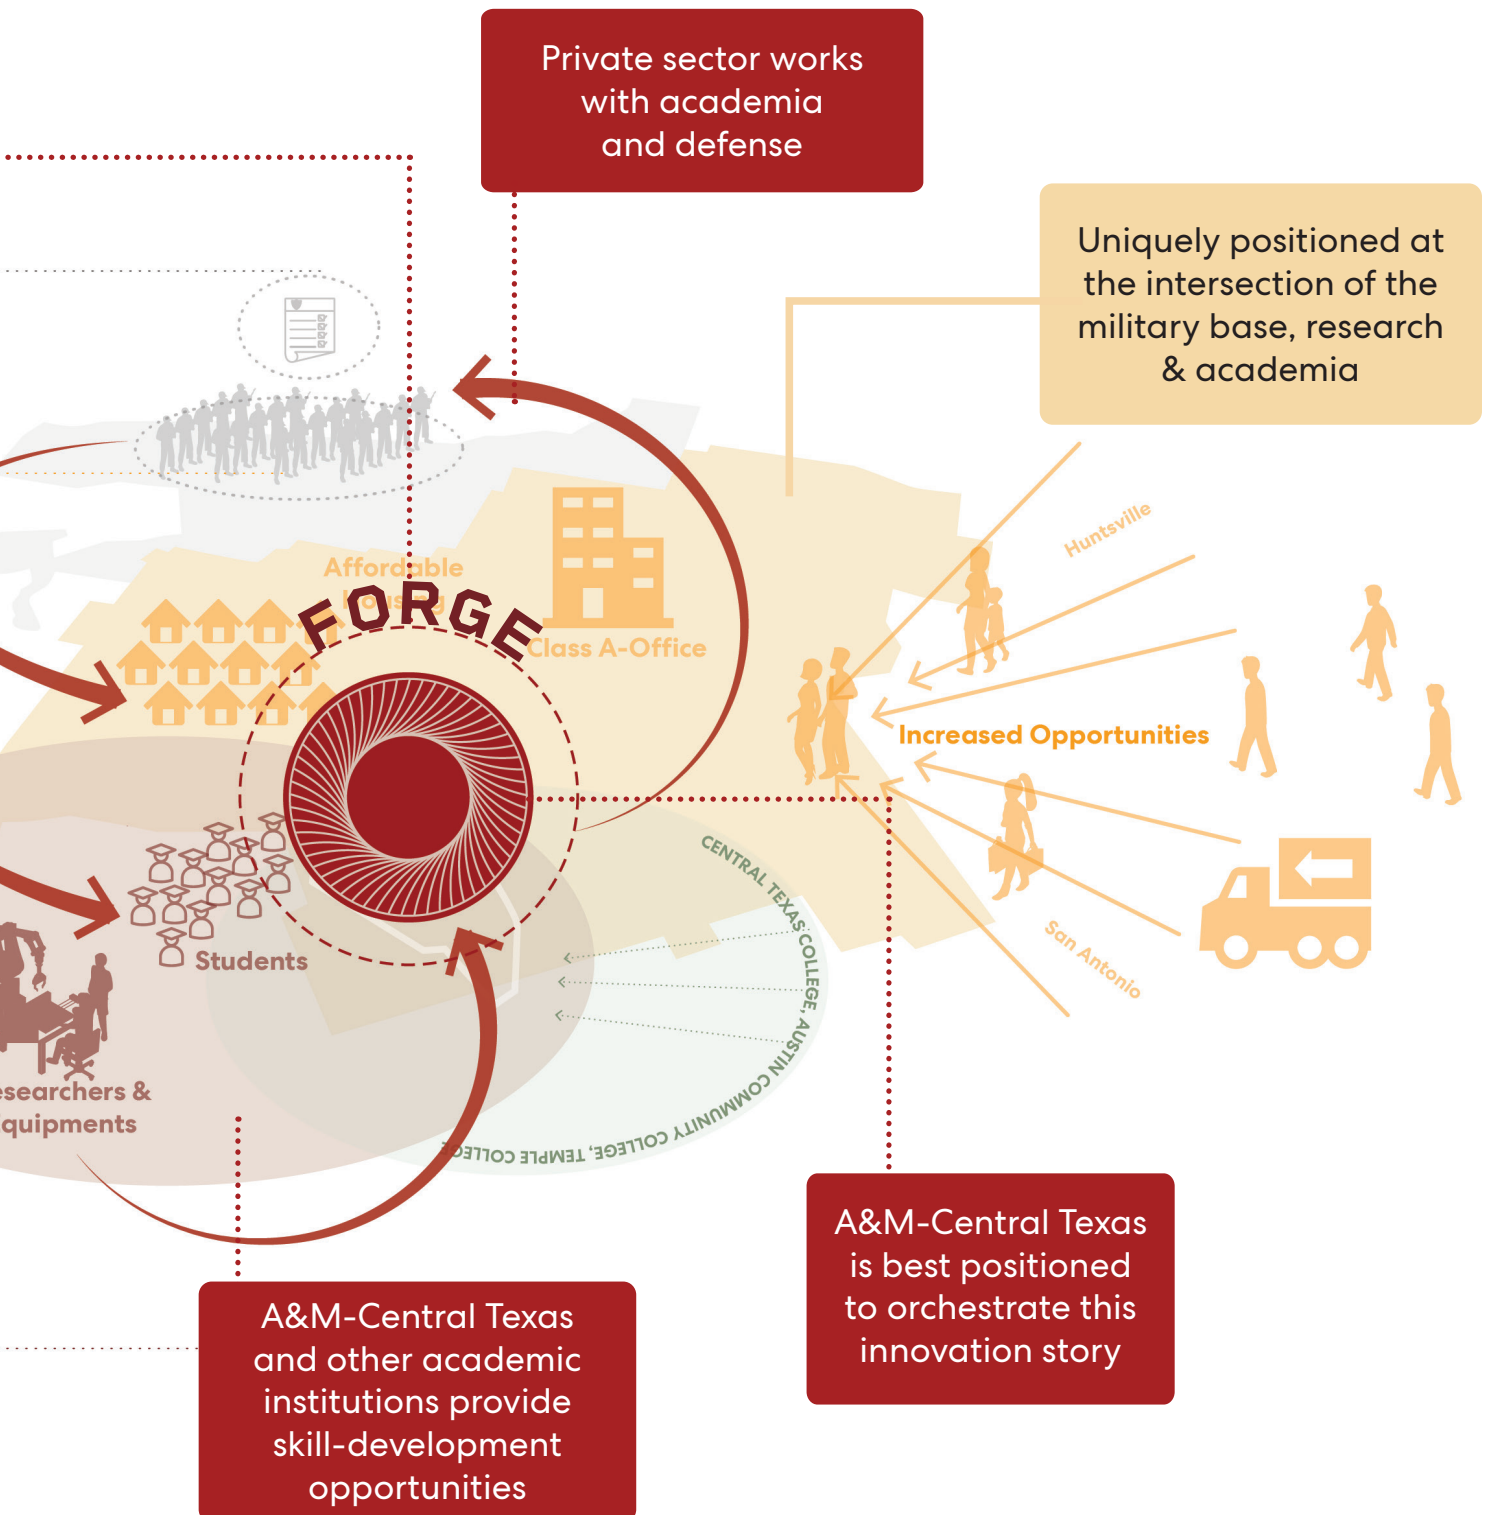 Private sector works
with academia
and defense
Uniquely positioned at
the intersection of the
military base, research
& academia
Huntsville
Affordable
Housing
FORGE
Class A-Office
Increased Opportunities
CENTRAL TEXAS COLLEGE, AUSTIN COMMUNITY COLLEGE, TEMPLE COLLEGE
San Antonio
Students
esearchers &
quipments
A&M-Central Texas
is best positioned
to orchestrate this
innovation story
A&M-Central Texas
and other academic
institutions provide
skill-development
opportunities